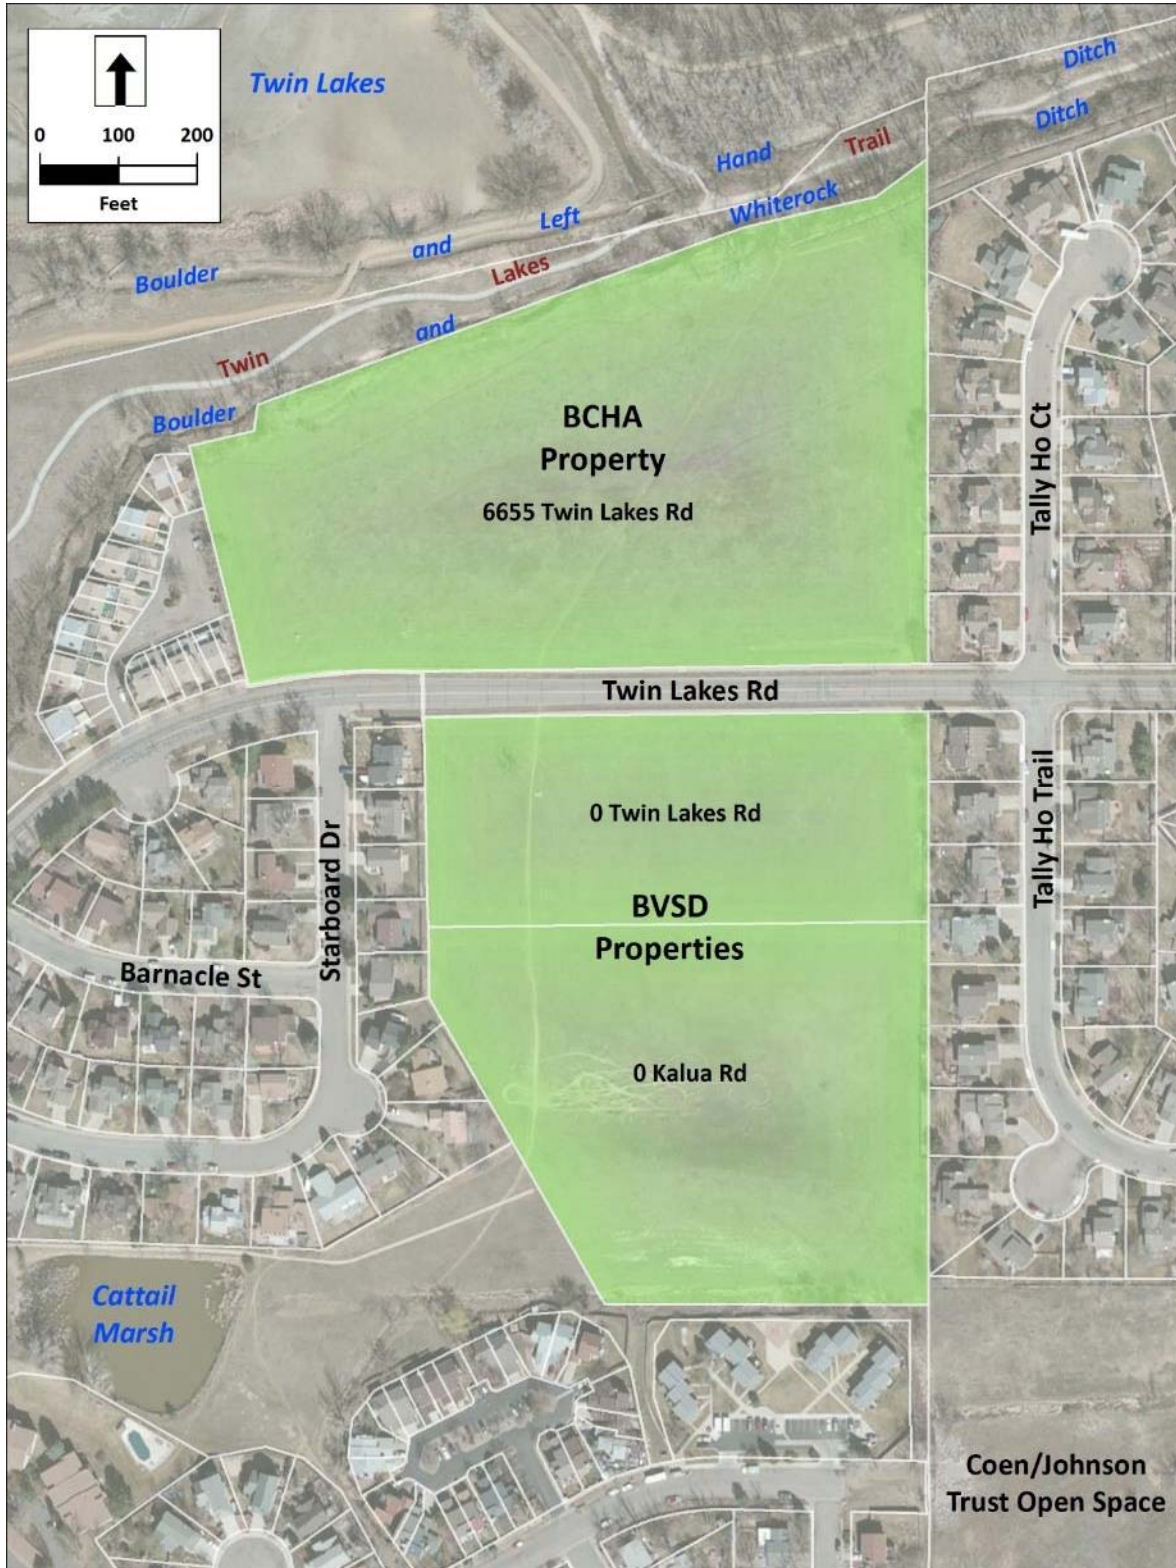 Twin Lakes
0 100 200
Feet
Ditch
Ditch
Boulder and Left Hand
Twin Lakes Trail
Boulder and Whiterock
BCHA
Property
6655 Twin Lakes Rd
Tally Ho Ct
Twin Lakes Rd
0 Twin Lakes Rd
Starboard Dr
Tally Ho Trail
BVSD
Properties
Barnacle St
0 Kalua Rd
Cattail
Marsh
Coen/Johnson
Trust Open Space